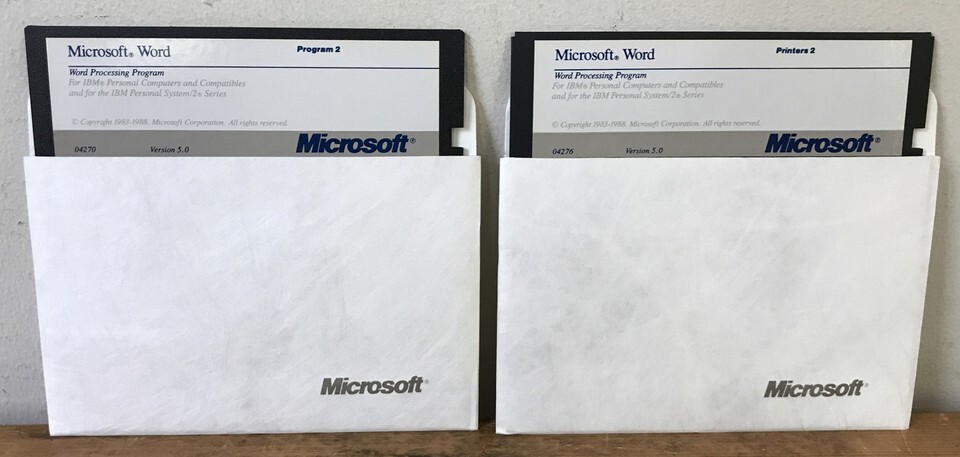 Microsoft® Word Program 2
Word Processing Program
For IBM® Personal Computers and Compatibles
and for the IBM Personal System/2® Series
© Copyright 1983-1988. Microsoft Corporation. All rights reserved.
04270 Version 5.0 Microsoft®
Microsoft®
Microsoft® Word Printers 2
Word Processing Program
For IBM® Personal Computers and Compatibles
and for the IBM Personal System/2® Series
© Copyright 1983-1988. Microsoft Corporation. All rights reserved.
04276 Version 5.0 Microsoft®
Microsoft®